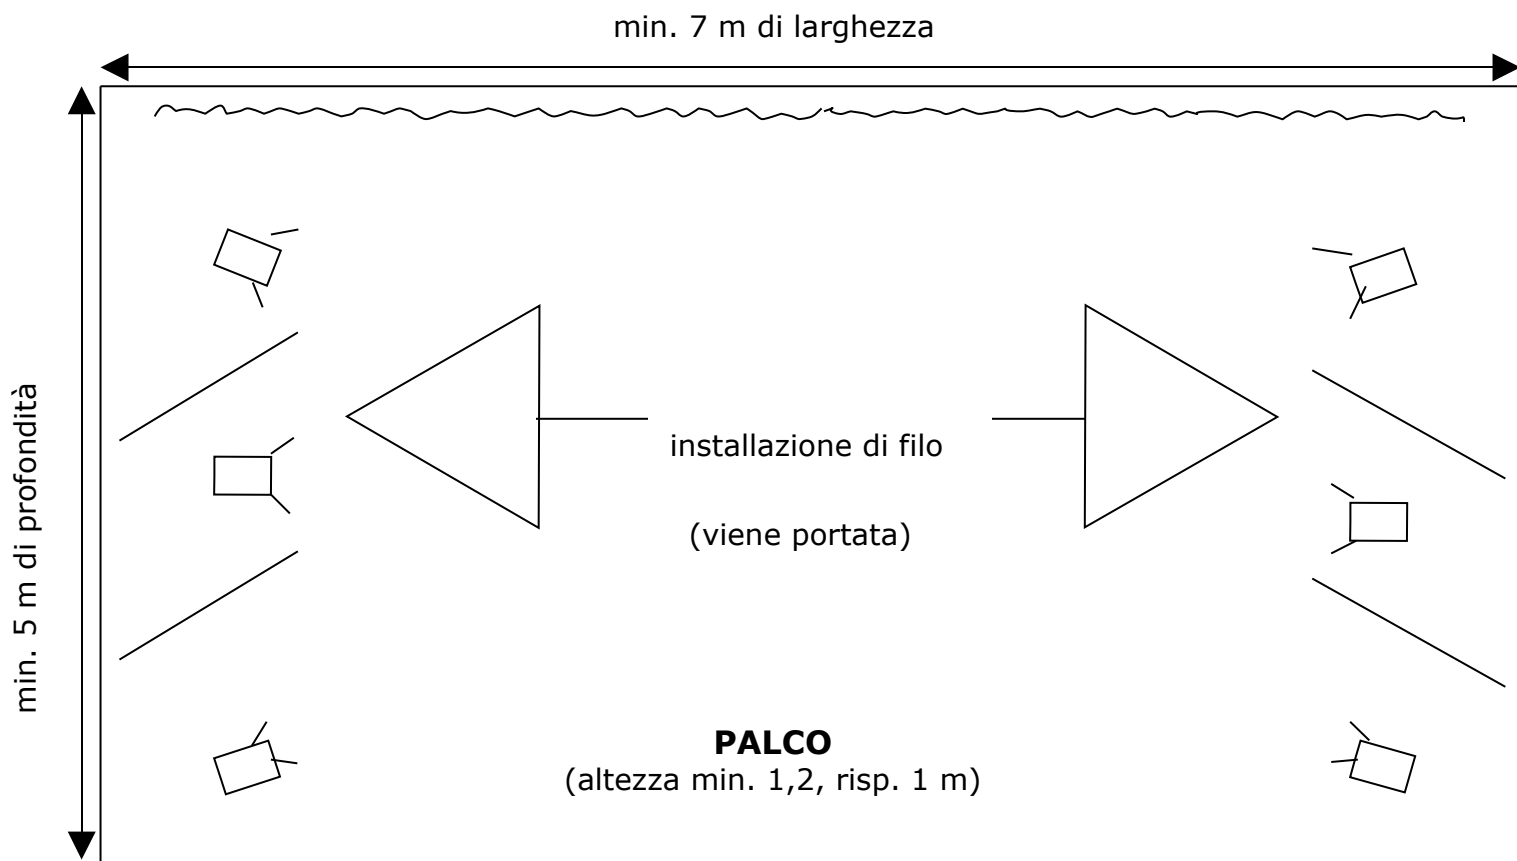 min. 7 m di larghezza
min. 5 m di profondità
installazione di filo
(viene portata)
PALCO
(altezza min. 1,2, risp. 1 m)